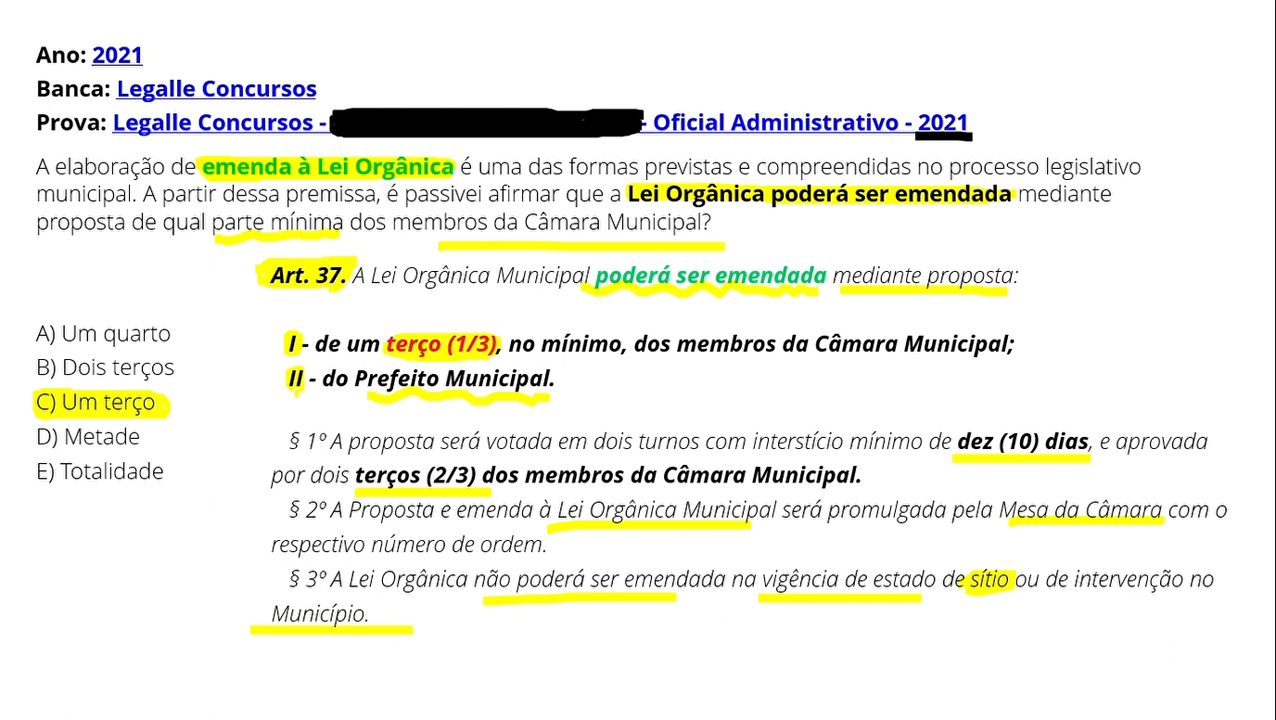 Ano: 2021
Banca: Legalle Concursos
Prova: Legalle Concursos - - Oficial Administrativo - 2021
A elaboração de emenda à Lei Orgânica é uma das formas previstas e compreendidas no processo legislativo
municipal. A partir dessa premissa, é passivei afirmar que a Lei Orgânica poderá ser emendada mediante
proposta de qual parte mínima dos membros da Câmara Municipal?
Art. 37. A Lei Orgânica Municipal poderá ser emendada mediante proposta:
A) Um quarto
B) Dois terços
C) Um terço
D) Metade
E) Totalidade
I - de um terço (1/3), no mínimo, dos membros da Câmara Municipal;
II - do Prefeito Municipal.
§ 1º A proposta será votada em dois turnos com interstício mínimo de dez (10) dias, e aprovada
por dois terços (2/3) dos membros da Câmara Municipal.
§ 2º A Proposta e emenda à Lei Orgânica Municipal será promulgada pela Mesa da Câmara com o
respectivo número de ordem.
§ 3º A Lei Orgânica não poderá ser emendada na vigência de estado de sítio ou de intervenção no
Município.